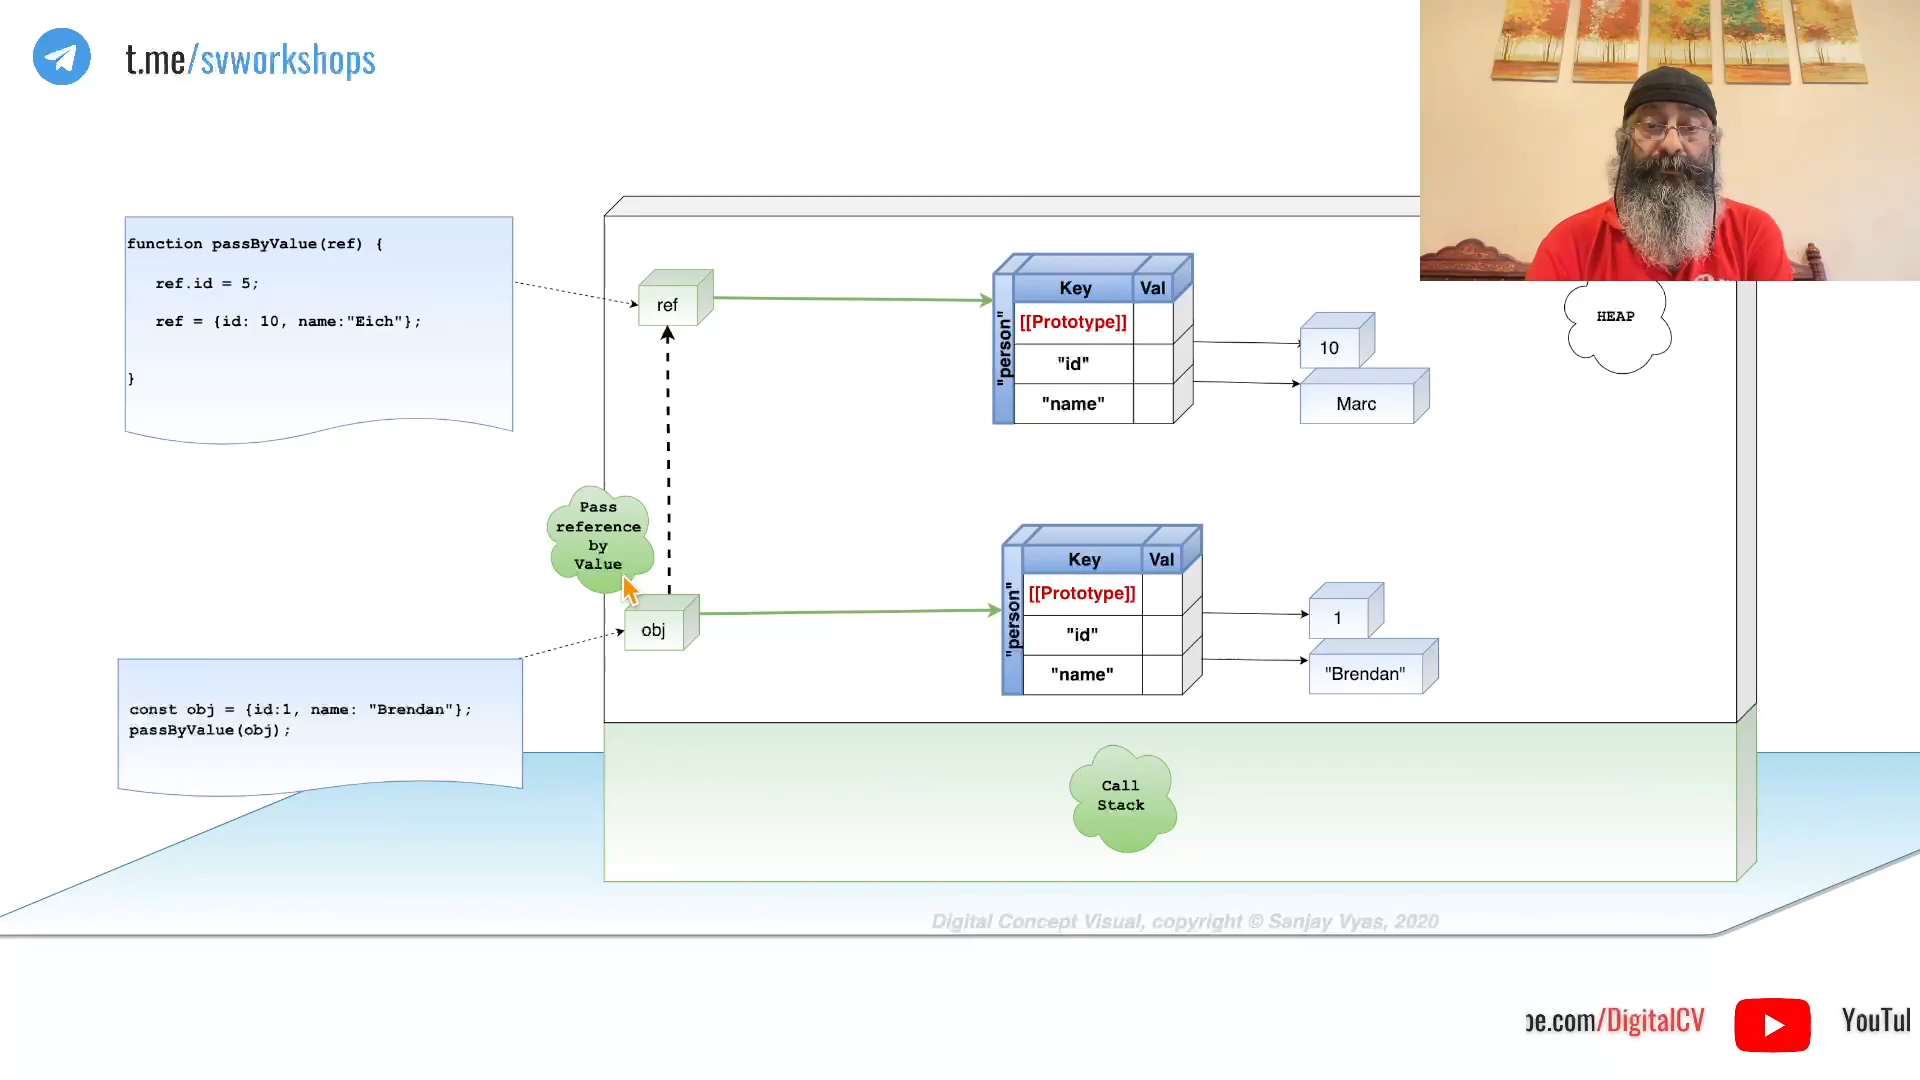 t.me/svworkshops
function passByValue(ref) {
ref.id = 5;
ref = {id: 10, name:"Eich"};
}
ref
"person"
Key Val
[[Prototype]]
"id"
"name"
10
Marc
HEAP
Pass
reference
by
Value
obj
"person"
Key Val
[[Prototype]]
"id"
"name"
1
"Brendan"
const obj = {id:1, name: "Brendan"};
passByValue(obj);
Call
Stack
Digital Concept Visual, copyright © Sanjay Vyas, 2020
be.com/DigitalCV
YouTul